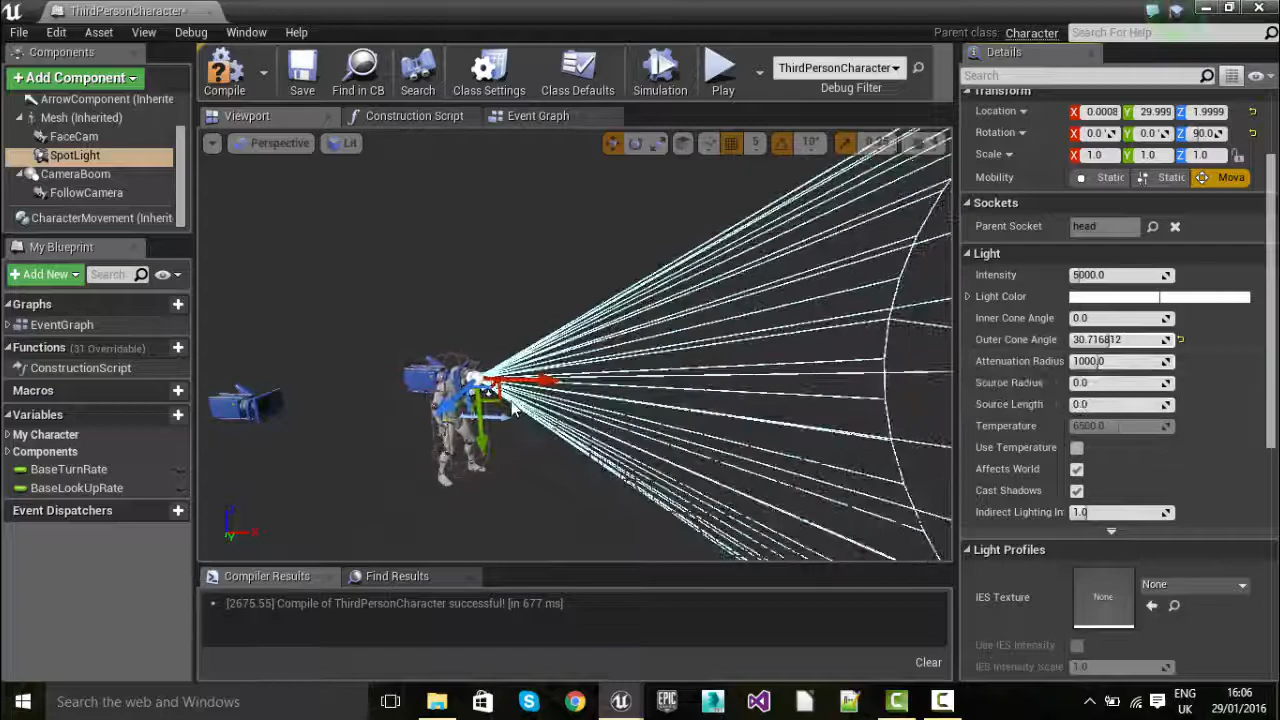 ThirdPersonCharacter*
File Edit Asset View Debug Window Help
Parent class: Character
Search For Help
Components
+Add Component
ArrowComponent (Inherite
Mesh (Inherited)
FaceCam
SpotLight
CameraBoom
FollowCamera
CharacterMovement (Inherit
My Blueprint
+Add New
Search
Graphs
EventGraph
Functions (31 Overridable)
ConstructionScript
Macros
Variables
My Character
Components
BaseTurnRate
BaseLookUpRate
Event Dispatchers
Compile
Save
Find in CB
Search
Class Settings
Class Defaults
Simulation
Play
ThirdPersonCharacter
Debug Filter
Viewport
Construction Script
Event Graph
Perspective
Lit
5
10°
Z
X
Y
Compiler Results
Find Results
[2675.55] Compile of ThirdPersonCharacter successful! [in 677 ms]
Clear
Details
Search
Transform
Location X 0.0008 Y 29.999 Z 1.9999
Rotation X 0.0 ° Y 0.0 ° Z 90.0
Scale X 1.0 Y 1.0 Z 1.0
Mobility Static Static Mova
Sockets
Parent Socket head
Light
Intensity 5000.0
Light Color
Inner Cone Angle 0.0
Outer Cone Angle 30.716812
Attenuation Radius 1000.0
Source Radius 0.0
Source Length 0.0
Temperature 6500.0
Use Temperature
Affects World
Cast Shadows
Indirect Lighting In 1.0
Light Profiles
IES Texture None None
Use IES Intensity
IES Intensity Scale 1.0
Search the web and Windows
EPIC
ENG
UK
16:06
29/01/2016